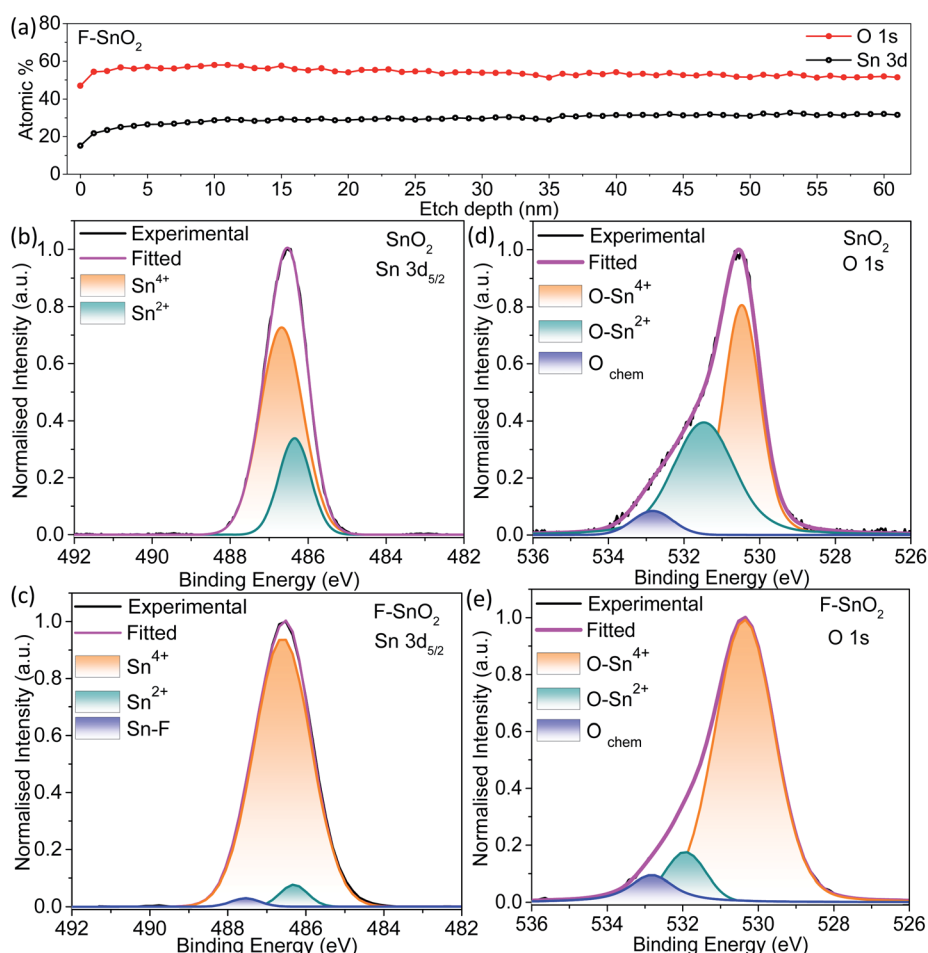 (a)
F-SnO2
O 1s
Sn 3d
Atomic %
80
60
40
20
0
0 5 10 15 20 25 30 35 40 45 50 55 60
Etch depth (nm)
(b)
Experimental
Fitted
Sn4+
Sn2+
SnO2
Sn 3d5/2
Normalised Intensity (a.u.)
1.0
0.8
0.6
0.4
0.2
0.0
492 490 488 486 484 482
Binding Energy (eV)
(d)
Experimental
Fitted
O-Sn4+
O-Sn2+
O chem
SnO2
O 1s
Normalised Intensity (a.u.)
1.0
0.8
0.6
0.4
0.2
0.0
536 534 532 530 528 526
Binding Energy (eV)
(c)
Experimental
Fitted
Sn4+
Sn2+
Sn-F
F-SnO2
Sn 3d5/2
Normalised Intensity (a.u.)
1.0
0.8
0.6
0.4
0.2
0.0
492 490 488 486 484 482
Binding Energy (eV)
(e)
Experimental
Fitted
O-Sn4+
O-Sn2+
O chem
F-SnO2
O 1s
Normalised Intensity (a.u.)
1.0
0.8
0.6
0.4
0.2
0.0
536 534 532 530 528 526
Binding Energy (eV)